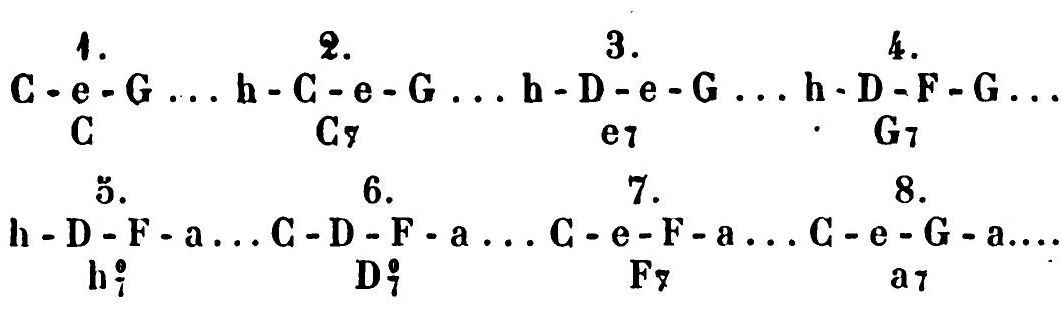 1. 2. 3. 4.
C - e - G ... h - C - e - G ... h - D - e - G ... h - D - F - G ...
C C7 e7 G7
5. 6. 7. 8.
h - D - F - a ... C - D - F - a ... C - e - F - a ... C - e - G - a ....
h°7 D°7 F7 a7